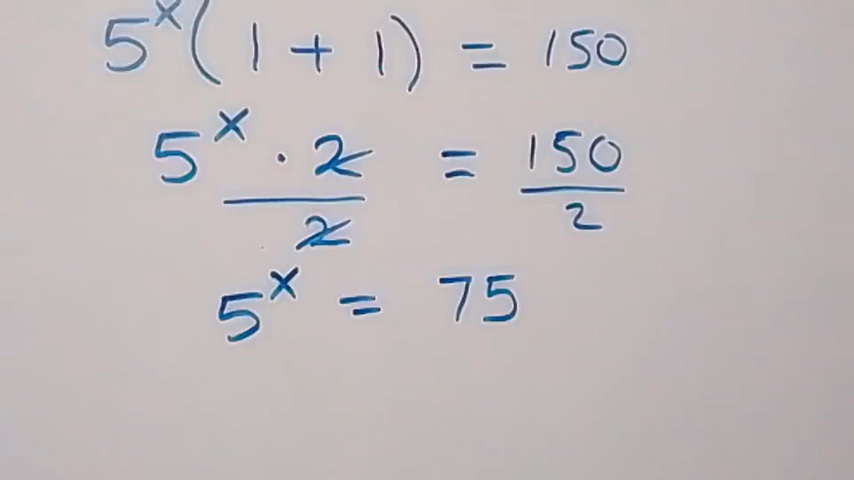 5^x(1 + 1) = 150
5^x · 2 / 2 = 150 / 2
5^x = 75